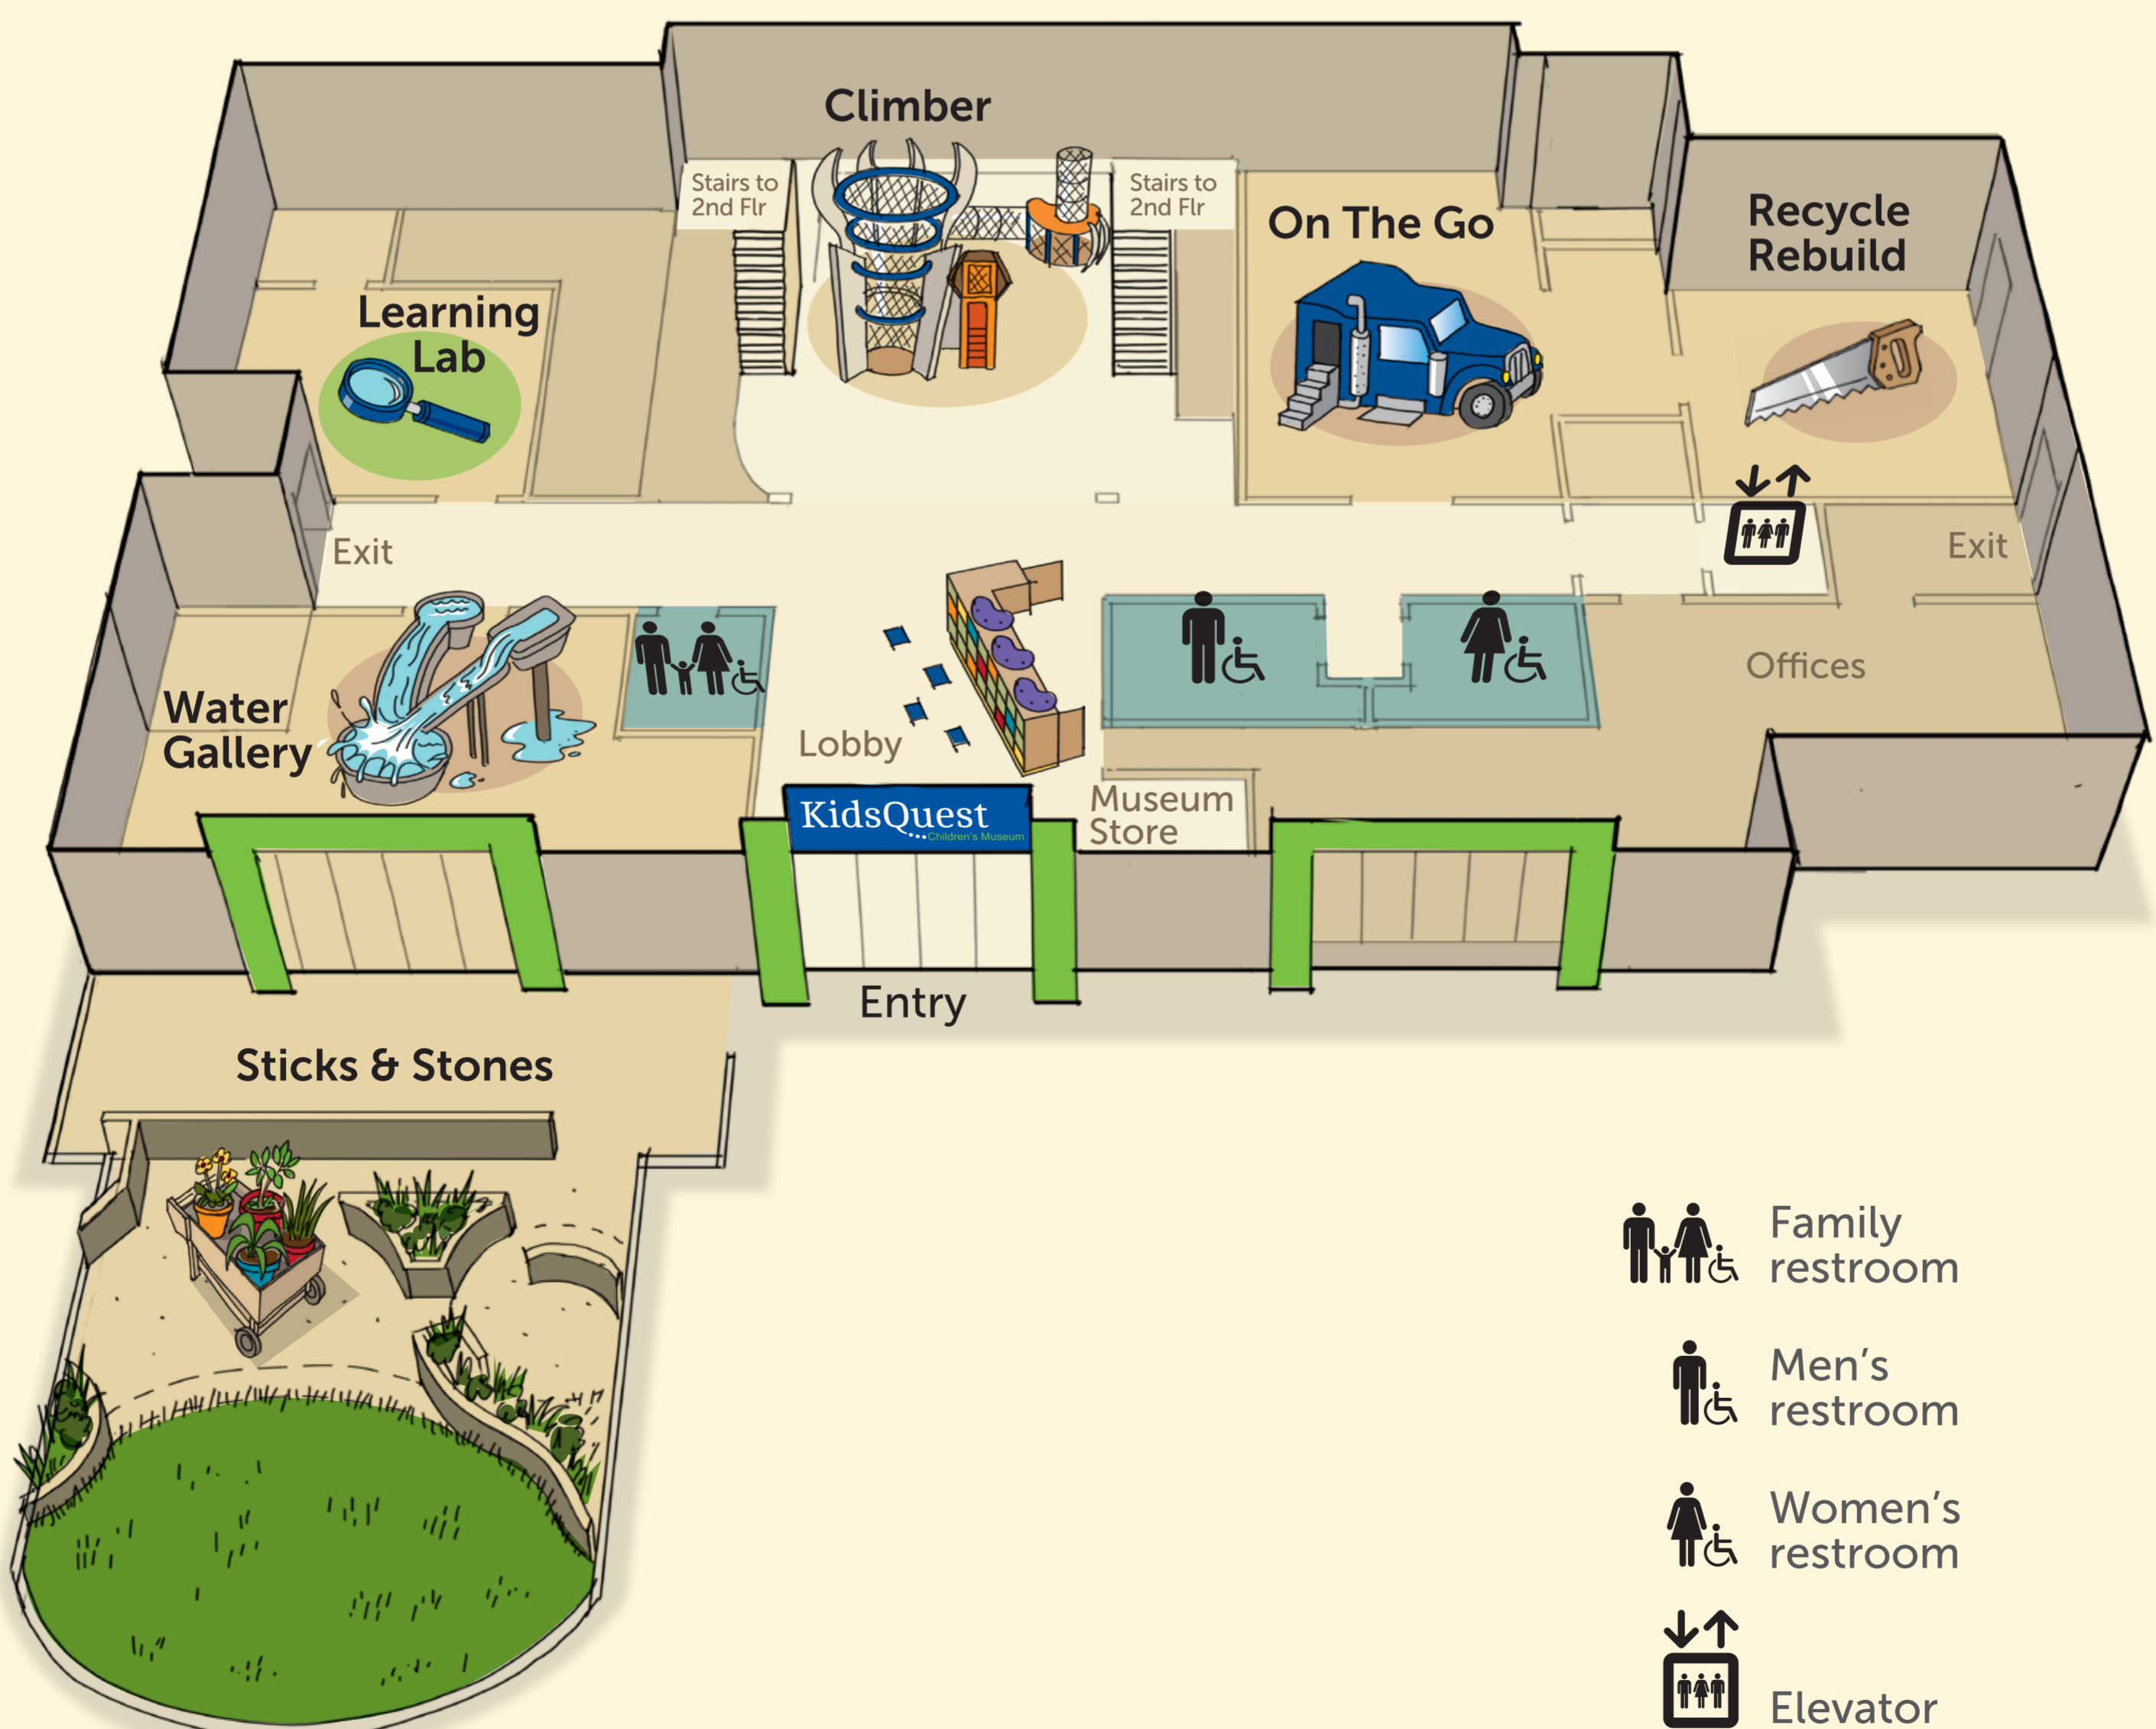 Climber
Stairs to
2nd Flr
Stairs to
2nd Flr
On The Go
Recycle
Rebuild
Learning
Lab
Exit
Exit
Water
Gallery
Offices
Lobby
KidsQuest
Children's Museum
Museum
Store
Entry
Sticks & Stones
Family
restroom
Men's
restroom
Women's
restroom
Elevator